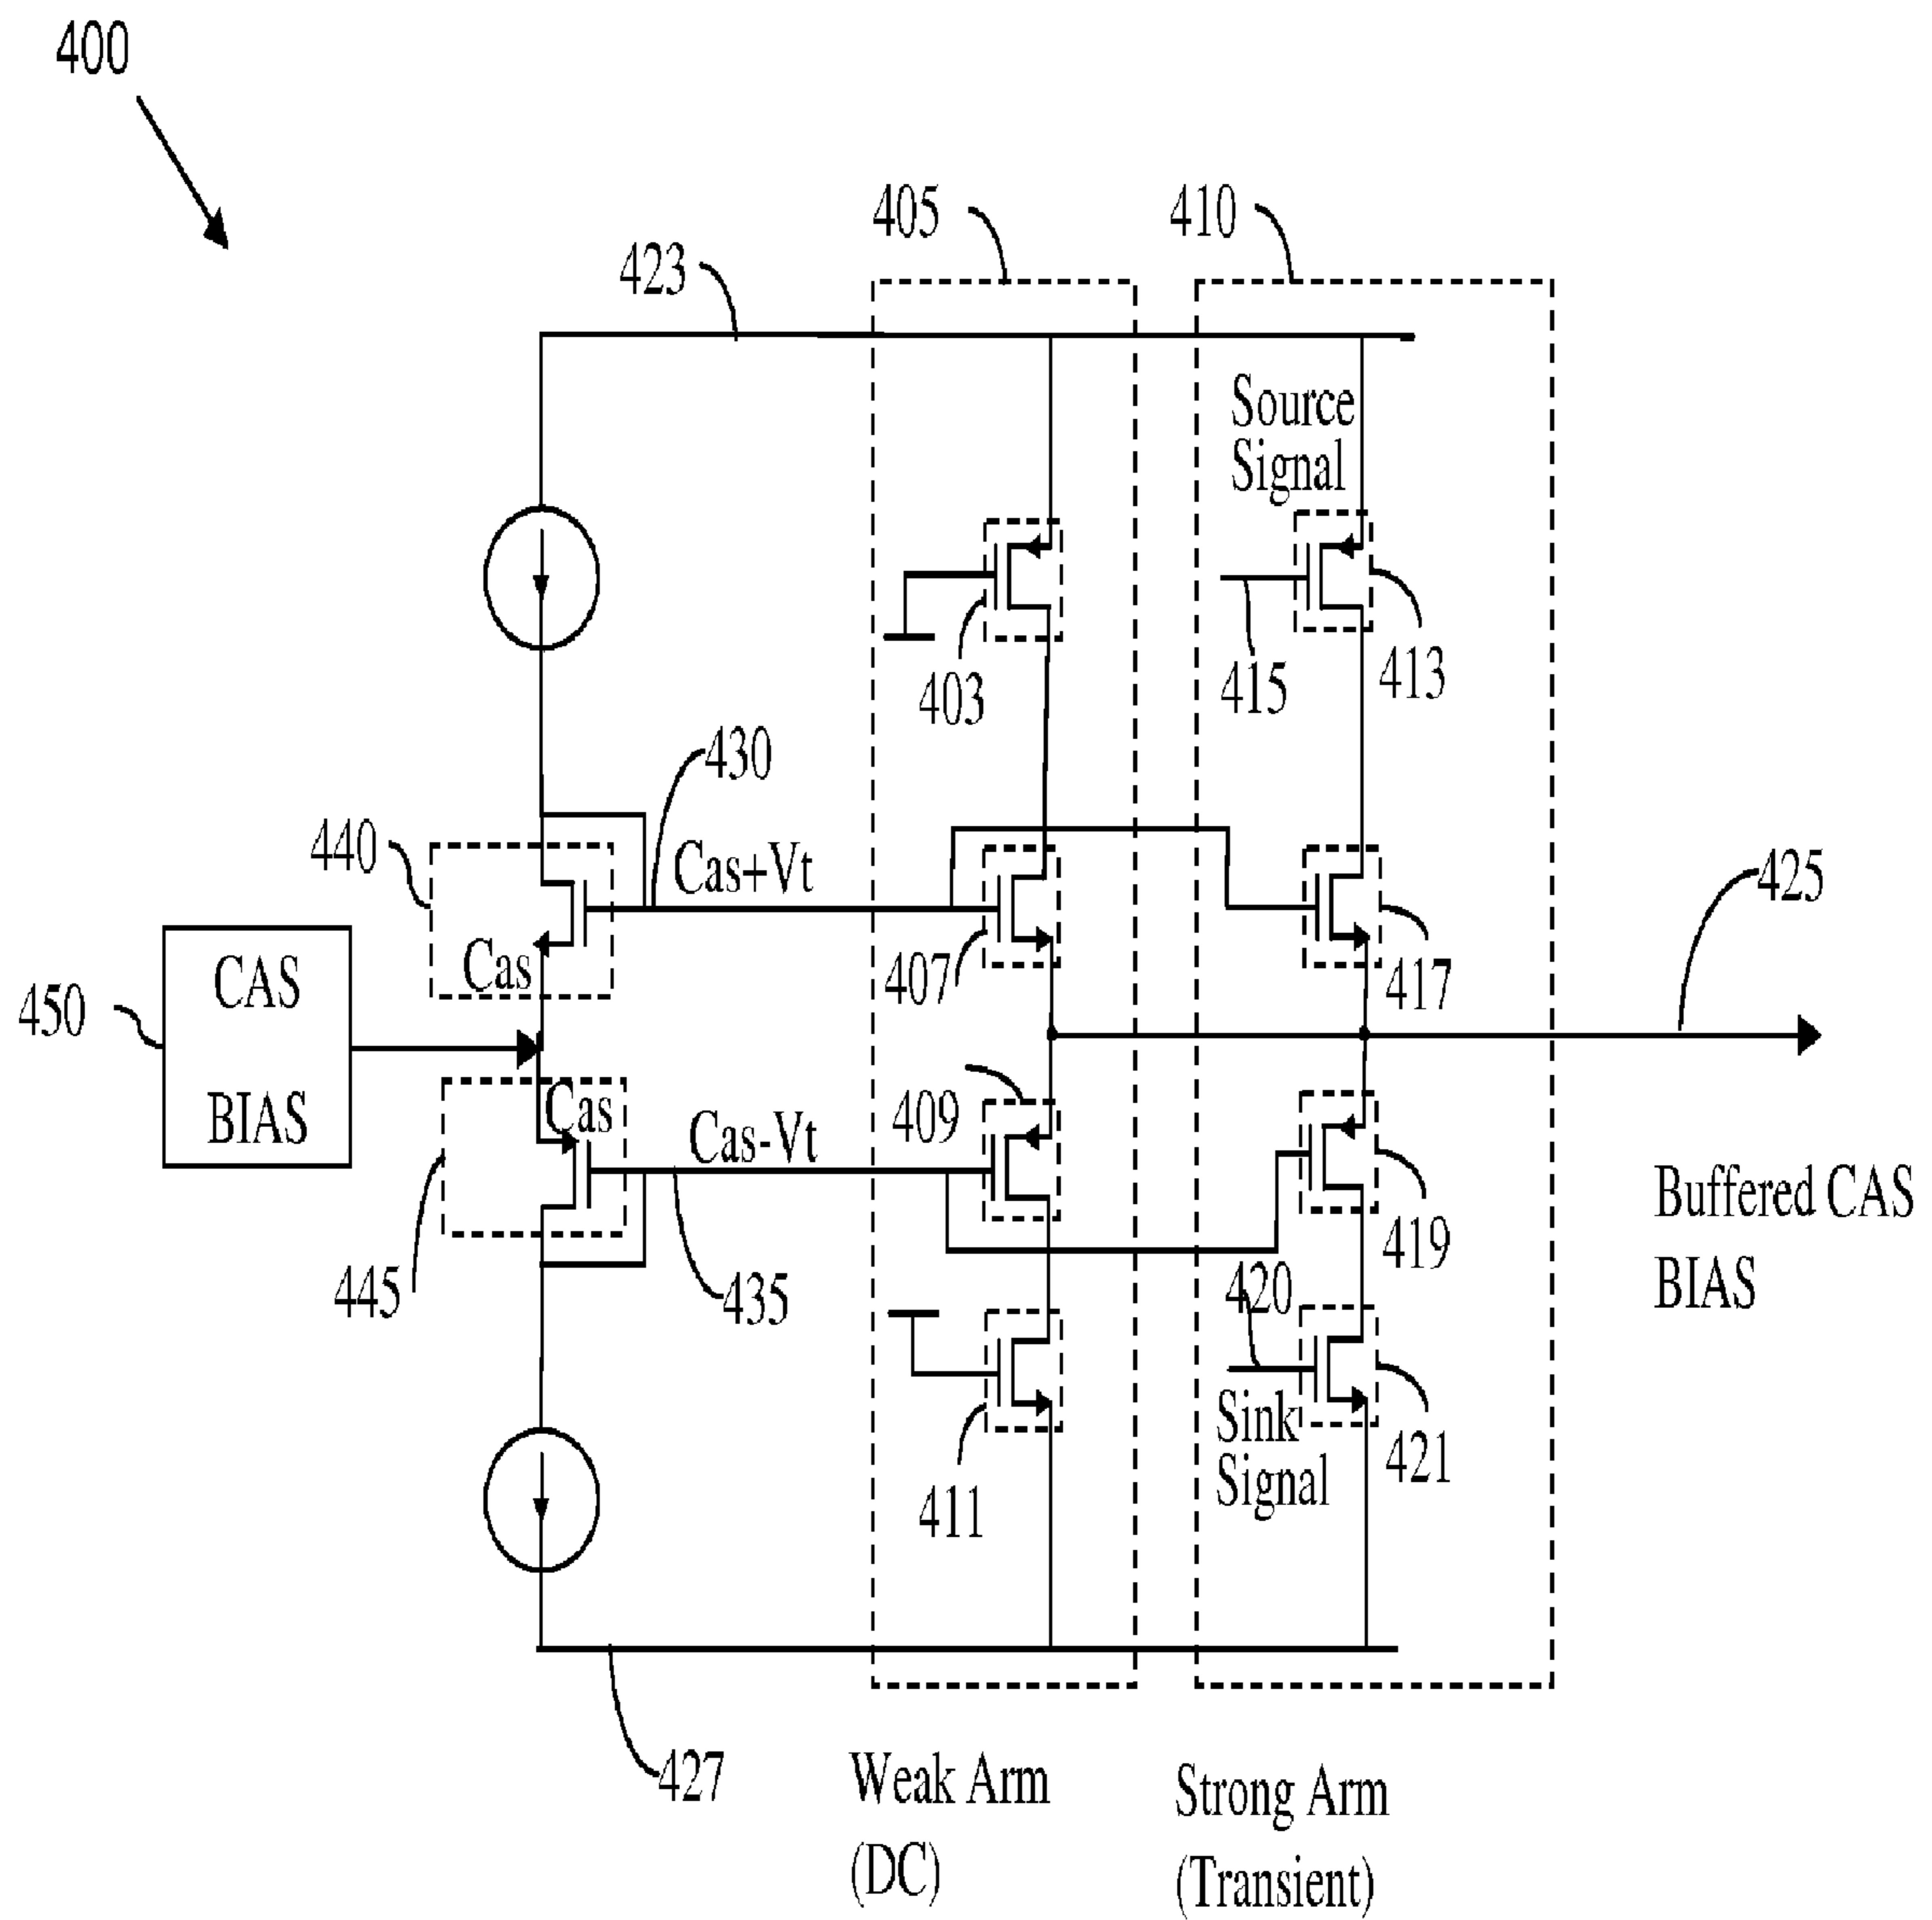 400
405
410
423
Source
Signal
403
415
413
430
440
Cas+Vt
425
Cas
407
417
450
CAS
BIAS
Cas
409
Cas-Vt
Buffered CAS
BIAS
419
445
435
420
Sink
Signal
421
411
427
Weak Arm
(DC)
Strong Arm
(Transient)